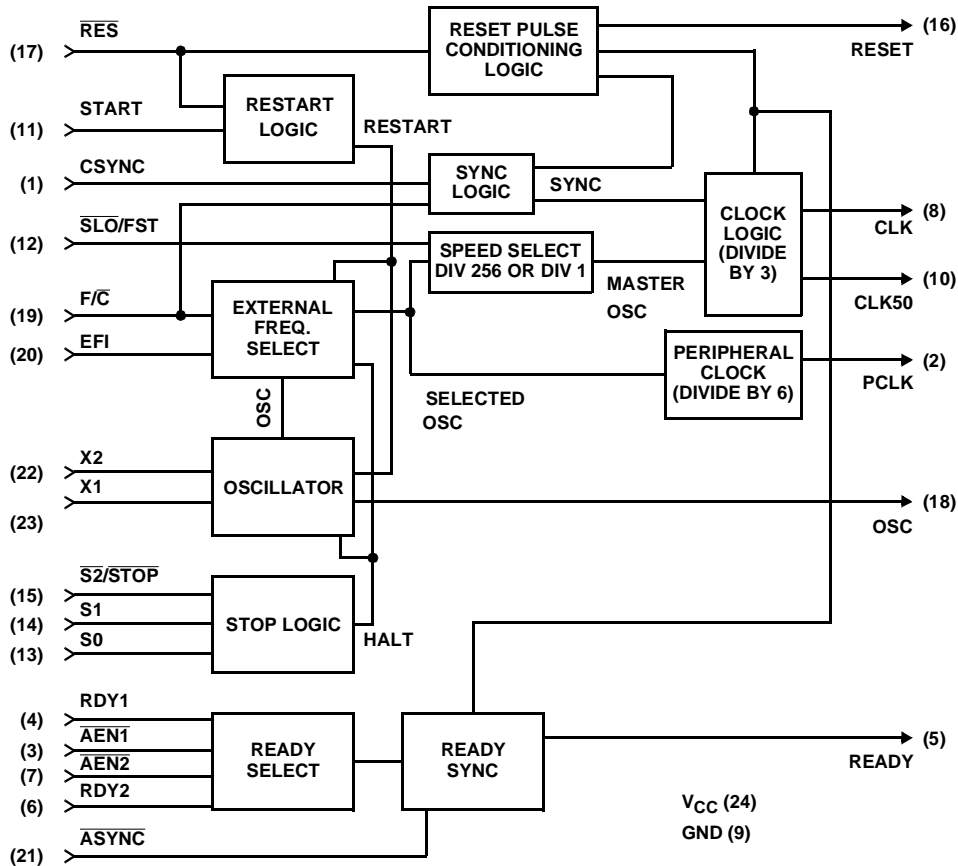 RES
(17)
START
(11)
CSYNC
(1)
SLO/FST
(12)
F/C
(19)
EFI
(20)
X2
(22)
X1
(23)
S2/STOP
(15)
S1
(14)
S0
(13)
RDY1
(4)
AEN1
(3)
AEN2
(7)
RDY2
(6)
ASYNC
(21)
RESET PULSE
CONDITIONING
LOGIC
RESTART
LOGIC
RESTART
SYNC
LOGIC
SYNC
SPEED SELECT
DIV 256 OR DIV 1
MASTER
OSC
CLOCK
LOGIC
(DIVIDE
BY 3)
EXTERNAL
FREQ.
SELECT
PERIPHERAL
CLOCK
(DIVIDE BY 6)
SELECTED
OSC
OSC
OSCILLATOR
STOP LOGIC
HALT
READY
SELECT
READY
SYNC
(16)
RESET
(8)
CLK
(10)
CLK50
(2)
PCLK
(18)
OSC
(5)
READY
VCC (24)
GND (9)